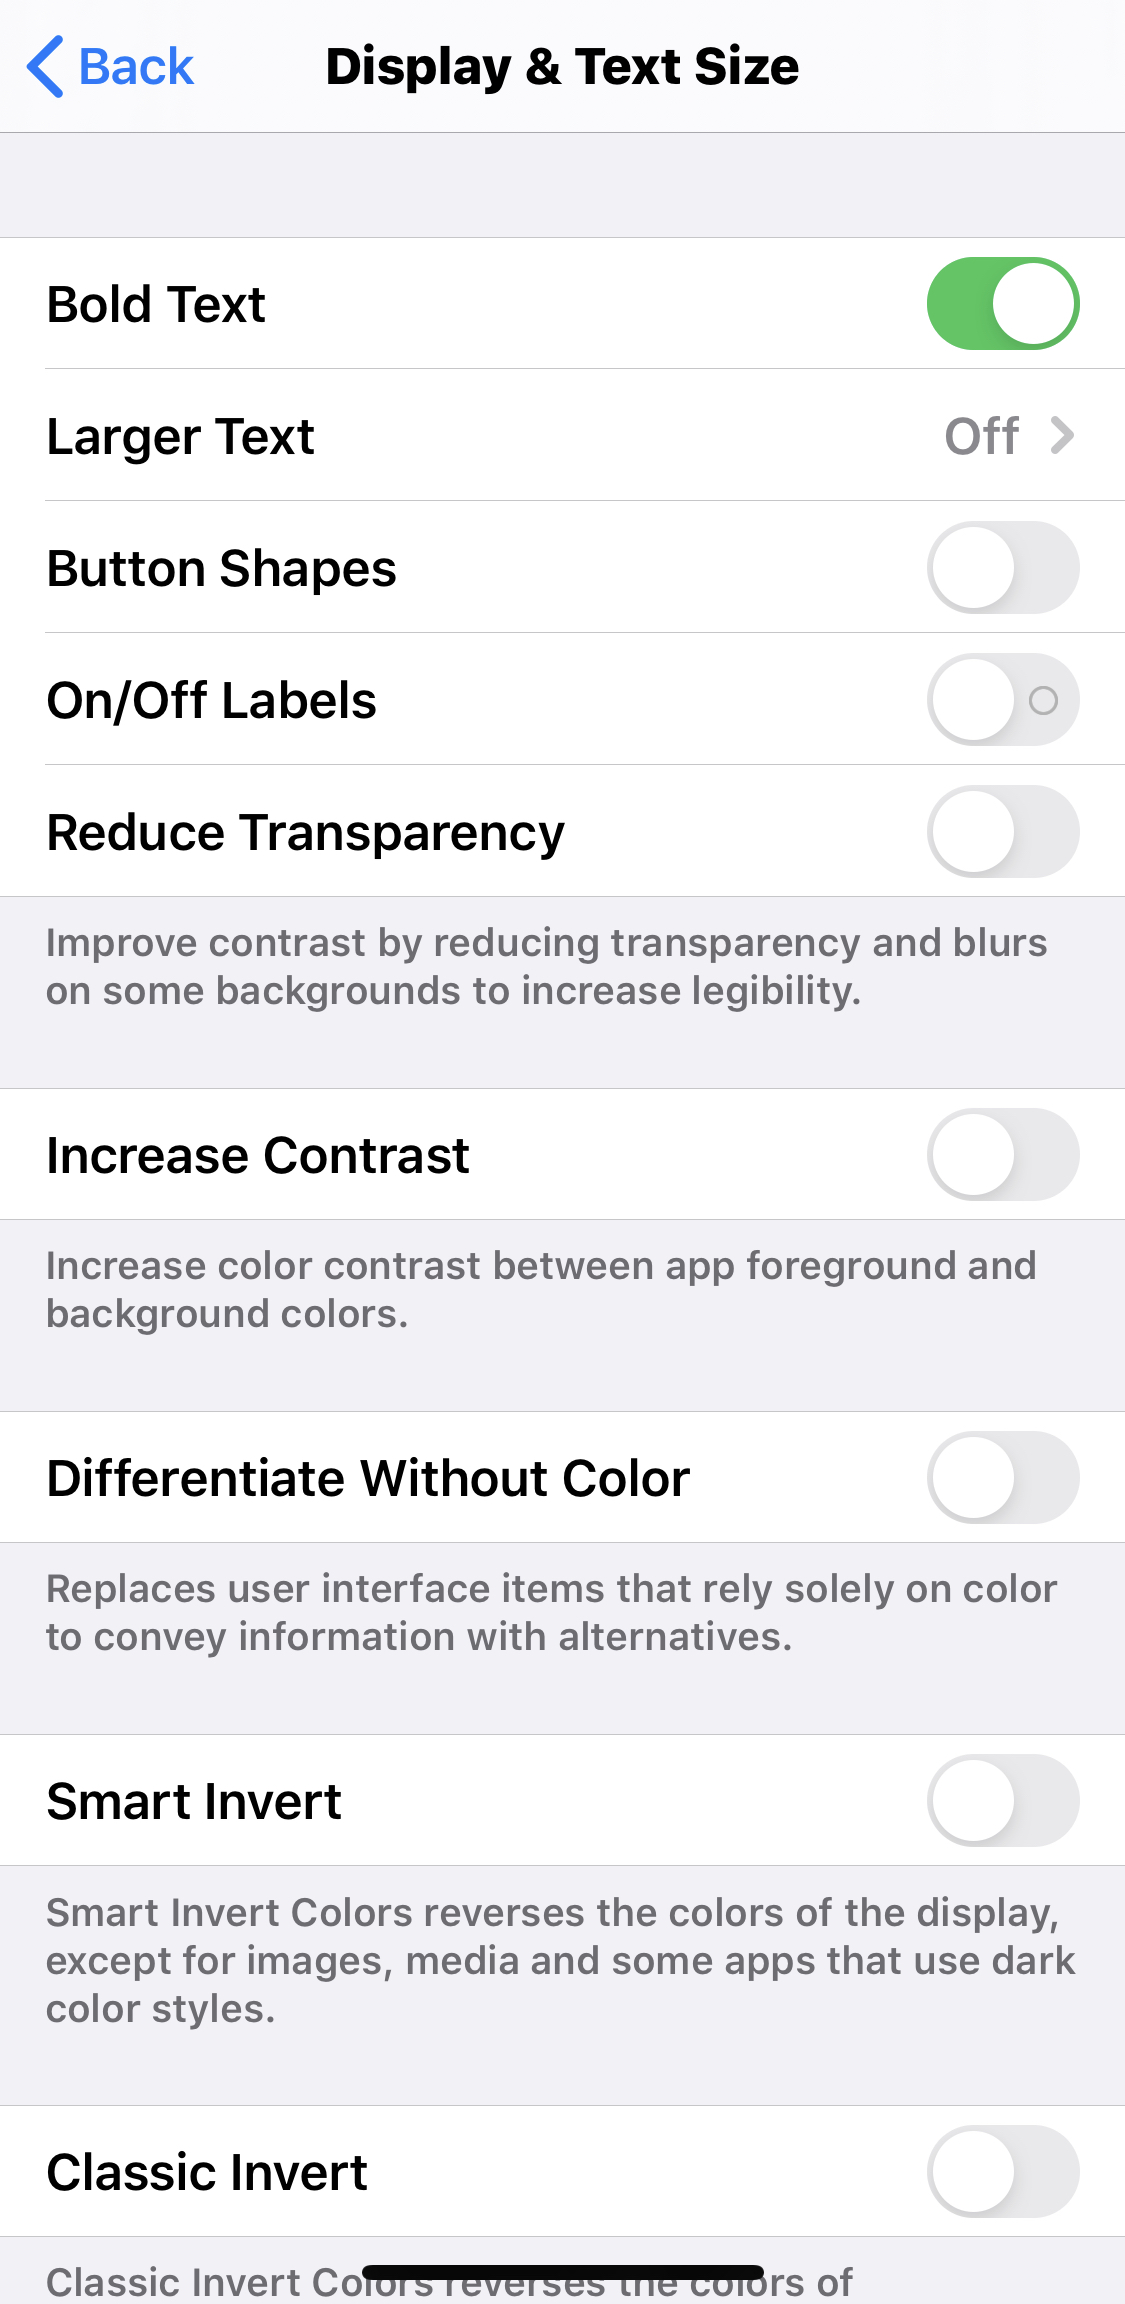 Back
Display & Text Size
Bold Text
Larger Text
Off
Button Shapes
On/Off Labels
Reduce Transparency
Improve contrast by reducing transparency and blurs
on some backgrounds to increase legibility.
Increase Contrast
Increase color contrast between app foreground and
background colors.
Differentiate Without Color
Replaces user interface items that rely solely on color
to convey information with alternatives.
Smart Invert
Smart Invert Colors reverses the colors of the display,
except for images, media and some apps that use dark
color styles.
Classic Invert
Classic Invert Colors reverses the colors of